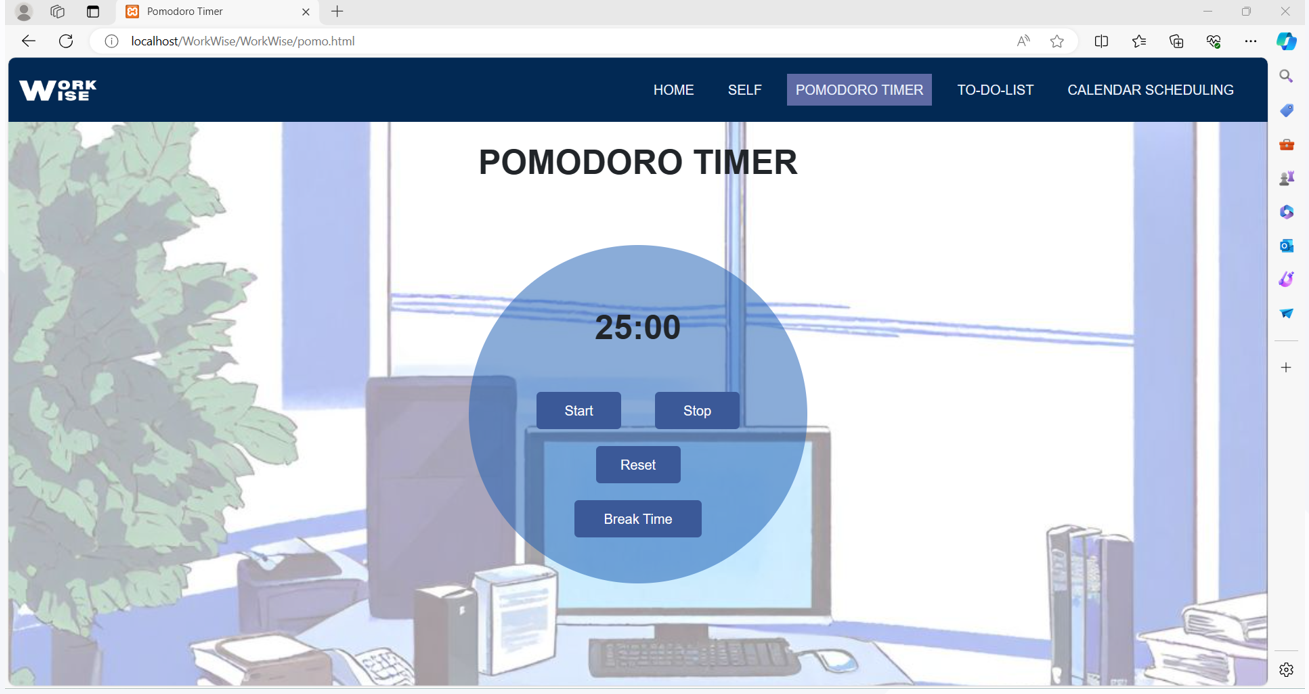 Pomodoro Timer
localhost/WorkWise/WorkWise/pomo.html
WORK
WISE
HOME SELF POMODORO TIMER TO-DO-LIST CALENDAR SCHEDULING
POMODORO TIMER
25:00
Start Stop
Reset
Break Time